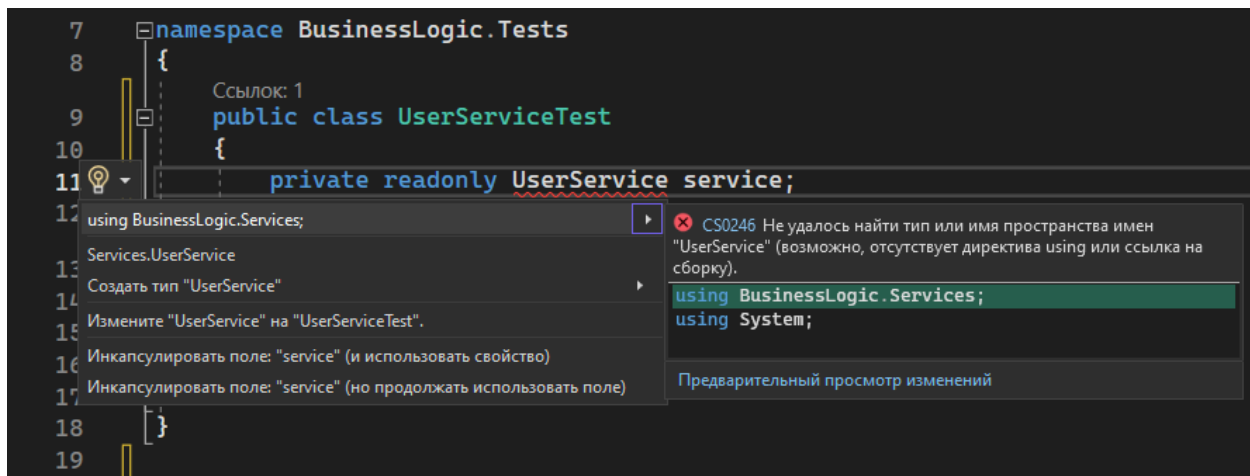 7 namespace BusinessLogic.Tests
8 {
Ссылок: 1
9 public class UserServiceTest
10 {
11 private readonly UserService service;
12
using BusinessLogic.Services;
Services.UserService
13
Создать тип "UserService"
14
Измените "UserService" на "UserServiceTest".
15
Инкапсулировать поле: "service" (и использовать свойство)
16
Инкапсулировать поле: "service" (но продолжать использовать поле)
17
CS0246 Не удалось найти тип или имя пространства имен
"UserService" (возможно, отсутствует директива using или ссылка на
сборку).
using BusinessLogic.Services;
using System;
Предварительный просмотр изменений
18 }
19